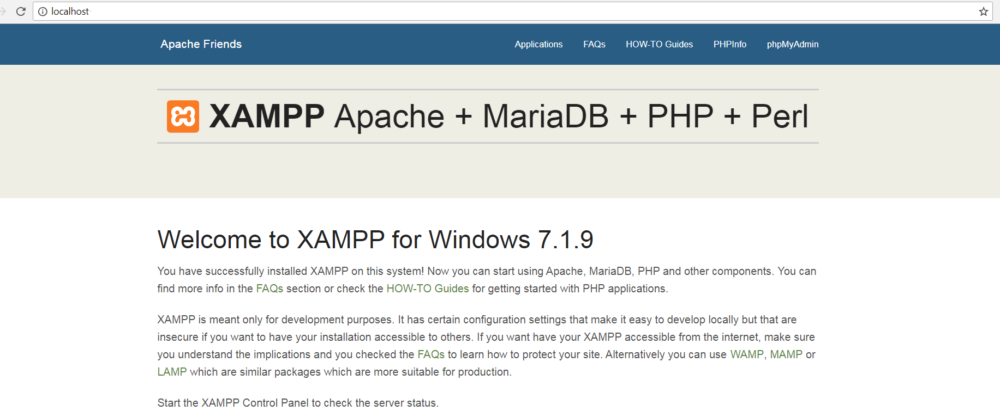 localhost
Apache Friends
Applications FAQs HOW-TO Guides PHPInfo phpMyAdmin
XAMPP Apache + MariaDB + PHP + Perl
Welcome to XAMPP for Windows 7.1.9
You have successfully installed XAMPP on this system! Now you can start using Apache, MariaDB, PHP and other components. You can
find more info in the FAQs section or check the HOW-TO Guides for getting started with PHP applications.
XAMPP is meant only for development purposes. It has certain configuration settings that make it easy to develop locally but that are
insecure if you want to have your installation accessible to others. If you want have your XAMPP accessible from the internet, make sure
you understand the implications and you checked the FAQs to learn how to protect your site. Alternatively you can use WAMP, MAMP or
LAMP which are similar packages which are more suitable for production.
Start the XAMPP Control Panel to check the server status.